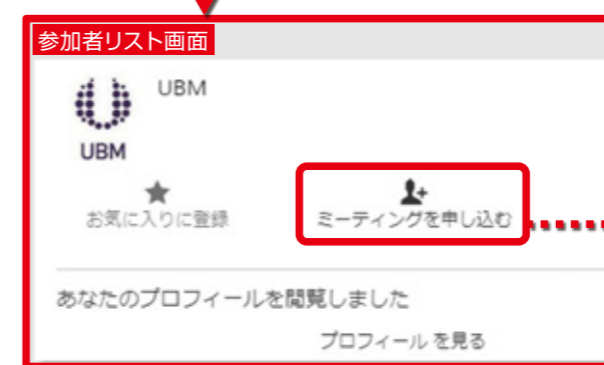 参加者リスト画面
UBM
UBM
お気に入りに登録
ミーティングを申し込む
あなたのプロフィールを閲覧しました
プロフィール を見る